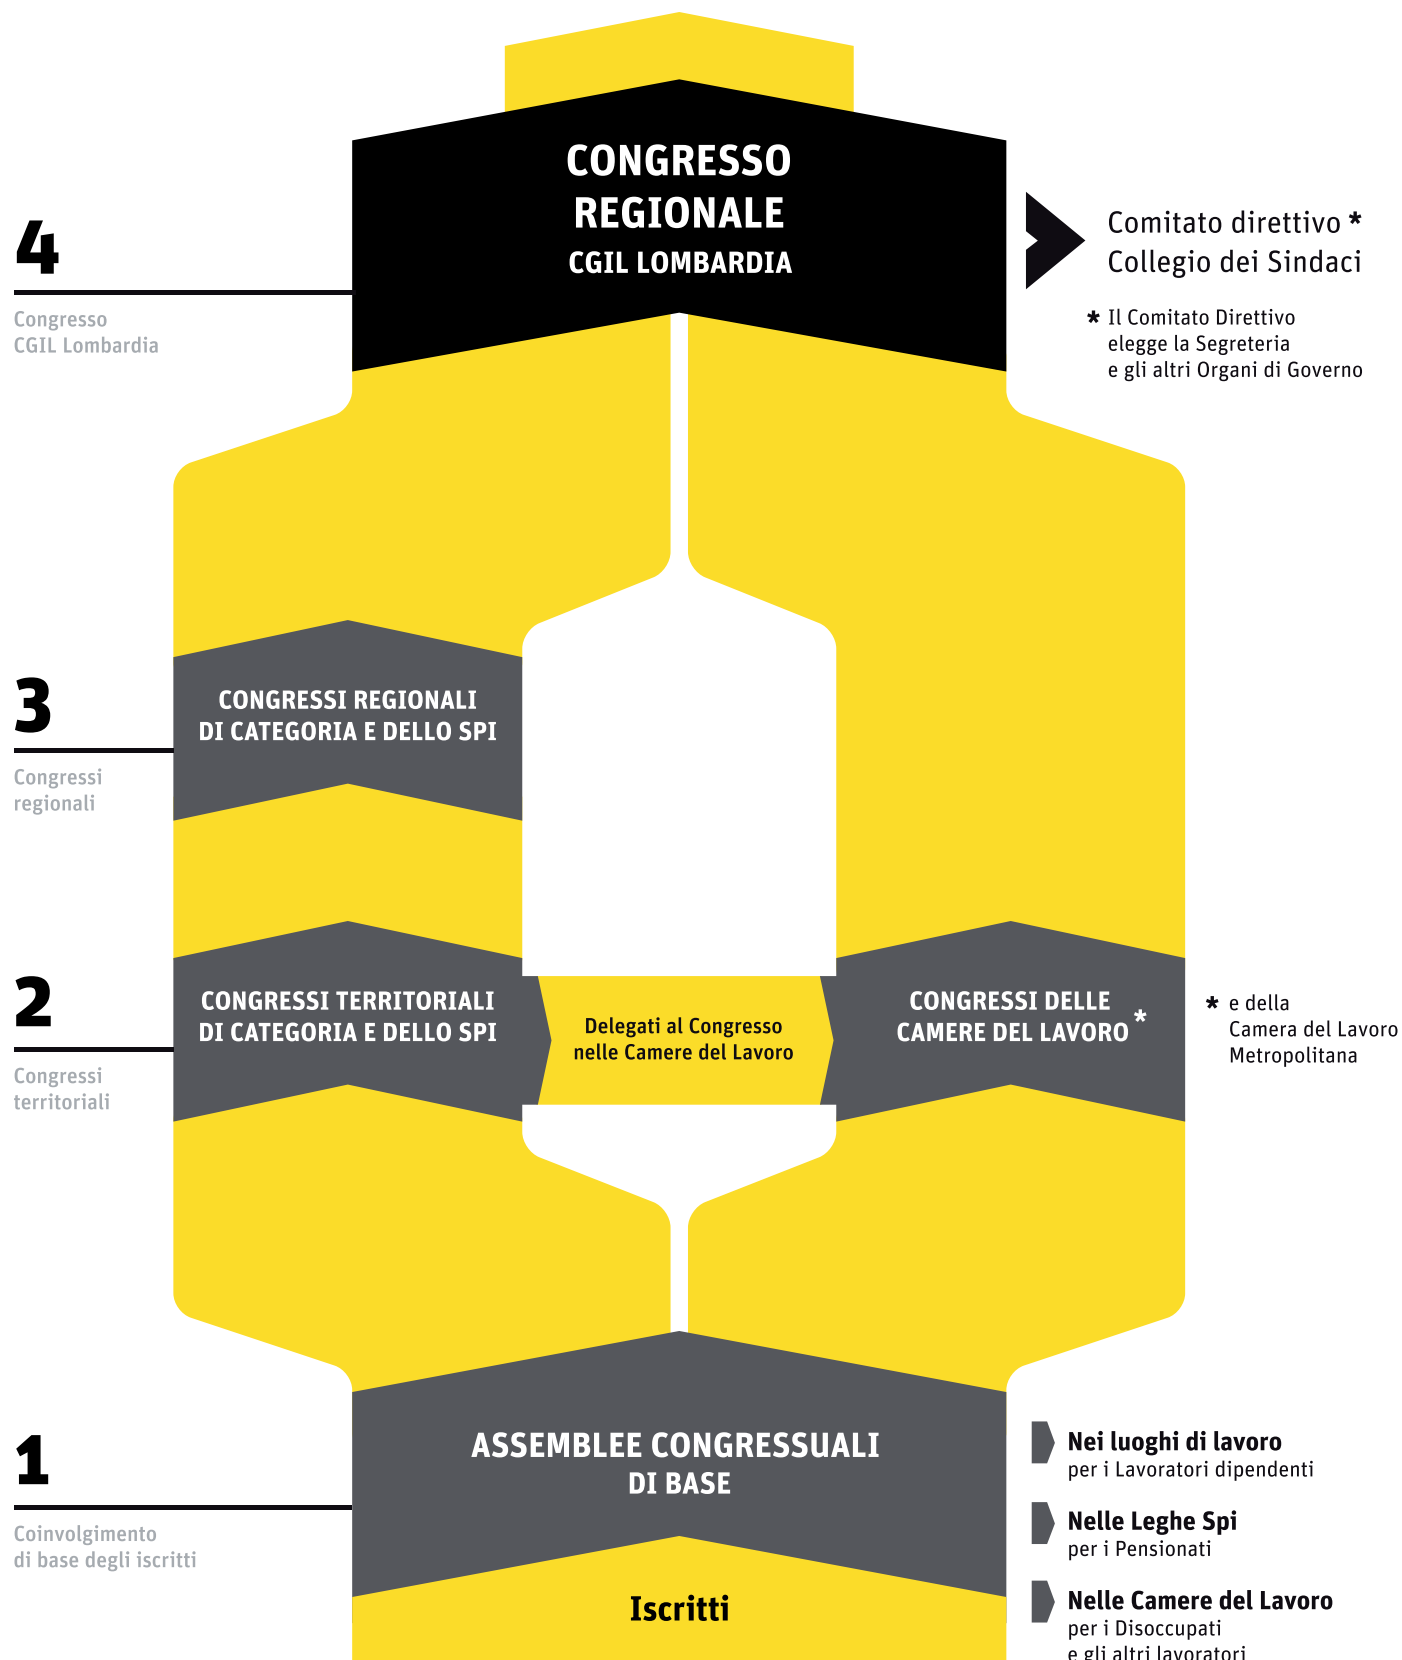 CONGRESSO
REGIONALE
CGIL LOMBARDIA
4
Congresso
CGIL Lombardia
Comitato direttivo *
Collegio dei Sindaci
* Il Comitato Direttivo
elegge la Segreteria
e gli altri Organi di Governo
3
Congressi
regionali
CONGRESSI REGIONALI
DI CATEGORIA E DELLO SPI
2
Congressi
territoriali
CONGRESSI TERRITORIALI
DI CATEGORIA E DELLO SPI
Delegati al Congresso
nelle Camere del Lavoro
CONGRESSI DELLE
CAMERE DEL LAVORO *
* e della
Camera del Lavoro
Metropolitana
1
Coinvolgimento
di base degli iscritti
ASSEMBLEE CONGRESSUALI
DI BASE
Iscritti
Nei luoghi di lavoro
per i Lavoratori dipendenti
Nelle Leghe Spi
per i Pensionati
Nelle Camere del Lavoro
per i Disoccupati
e gli altri lavoratori